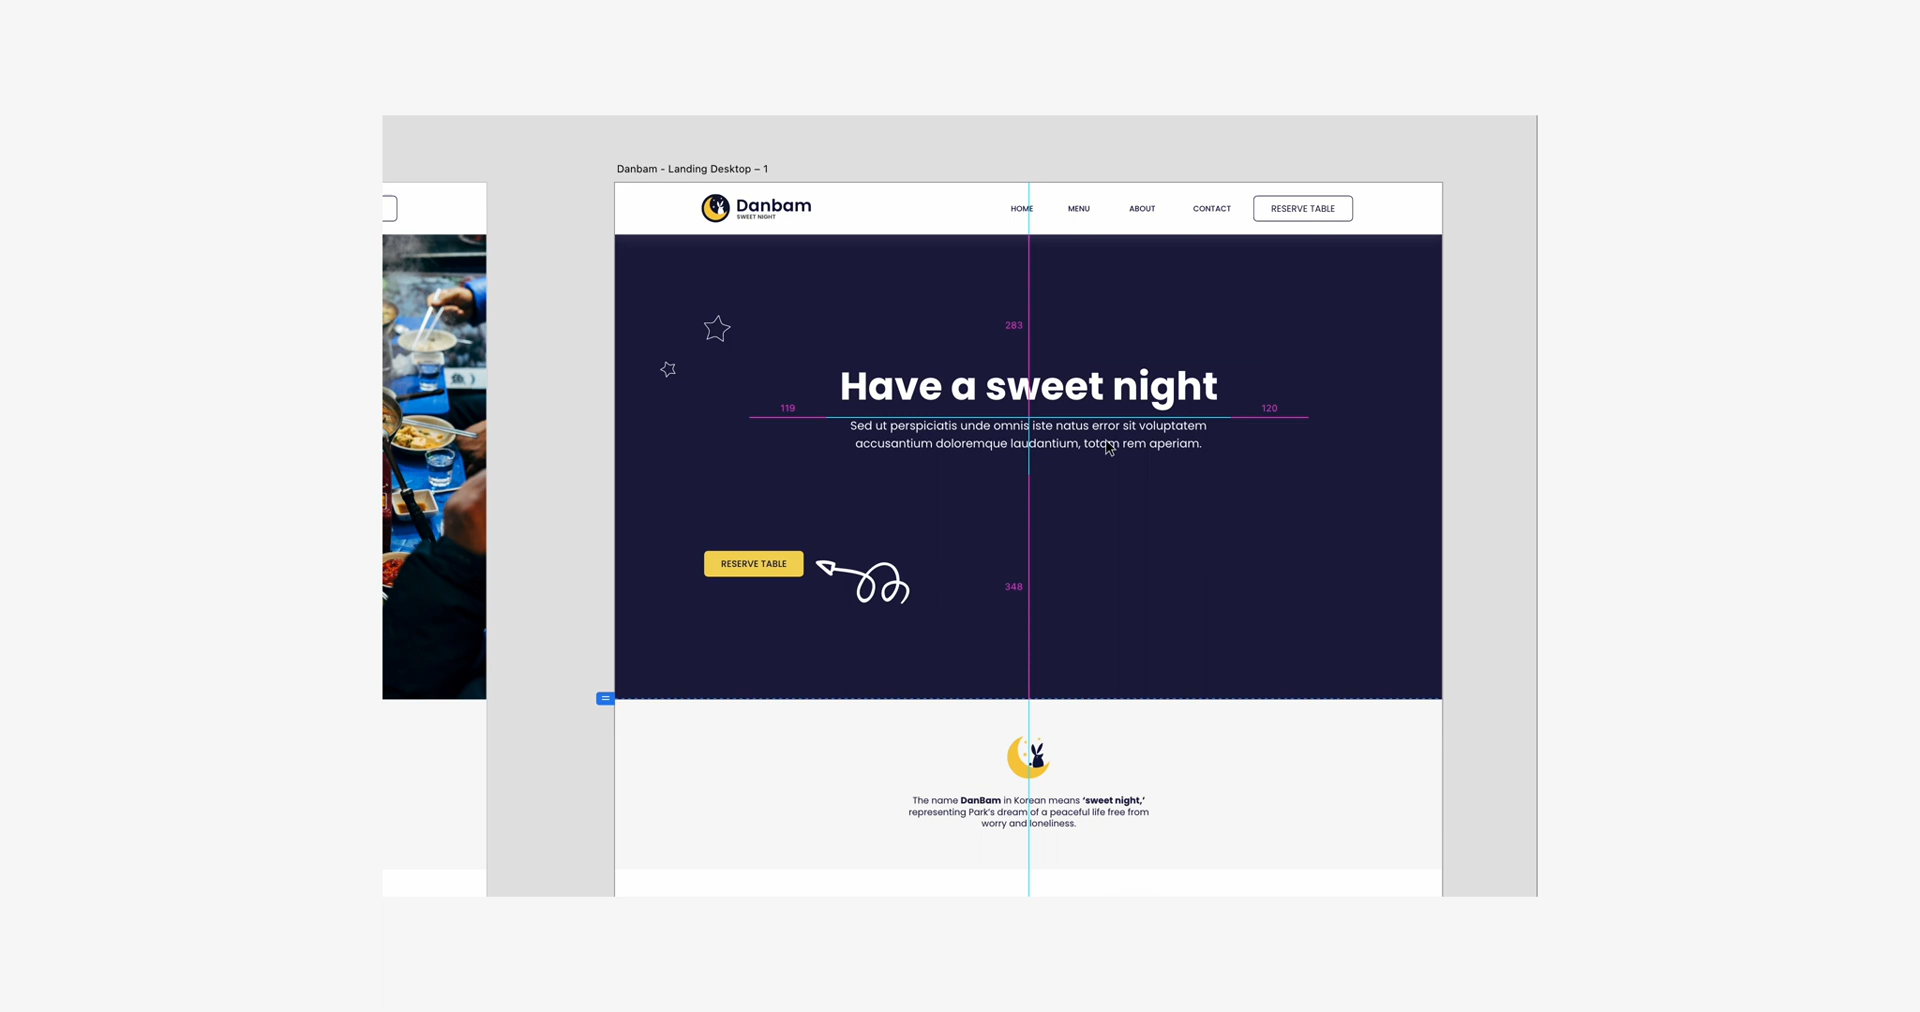 Danbam - Landing Desktop – 1
Danbam
SWEET NIGHT
HOME
MENU
ABOUT
CONTACT
RESERVE TABLE
283
Have a sweet night
119
120
Sed ut perspiciatis unde omnis iste natus error sit voluptatem
accusantium doloremque laudantium, totam rem aperiam.
RESERVE TABLE
348
The name DanBam in Korean means ‘sweet night,’
representing Park's dream of a peaceful life free from
worry and loneliness.